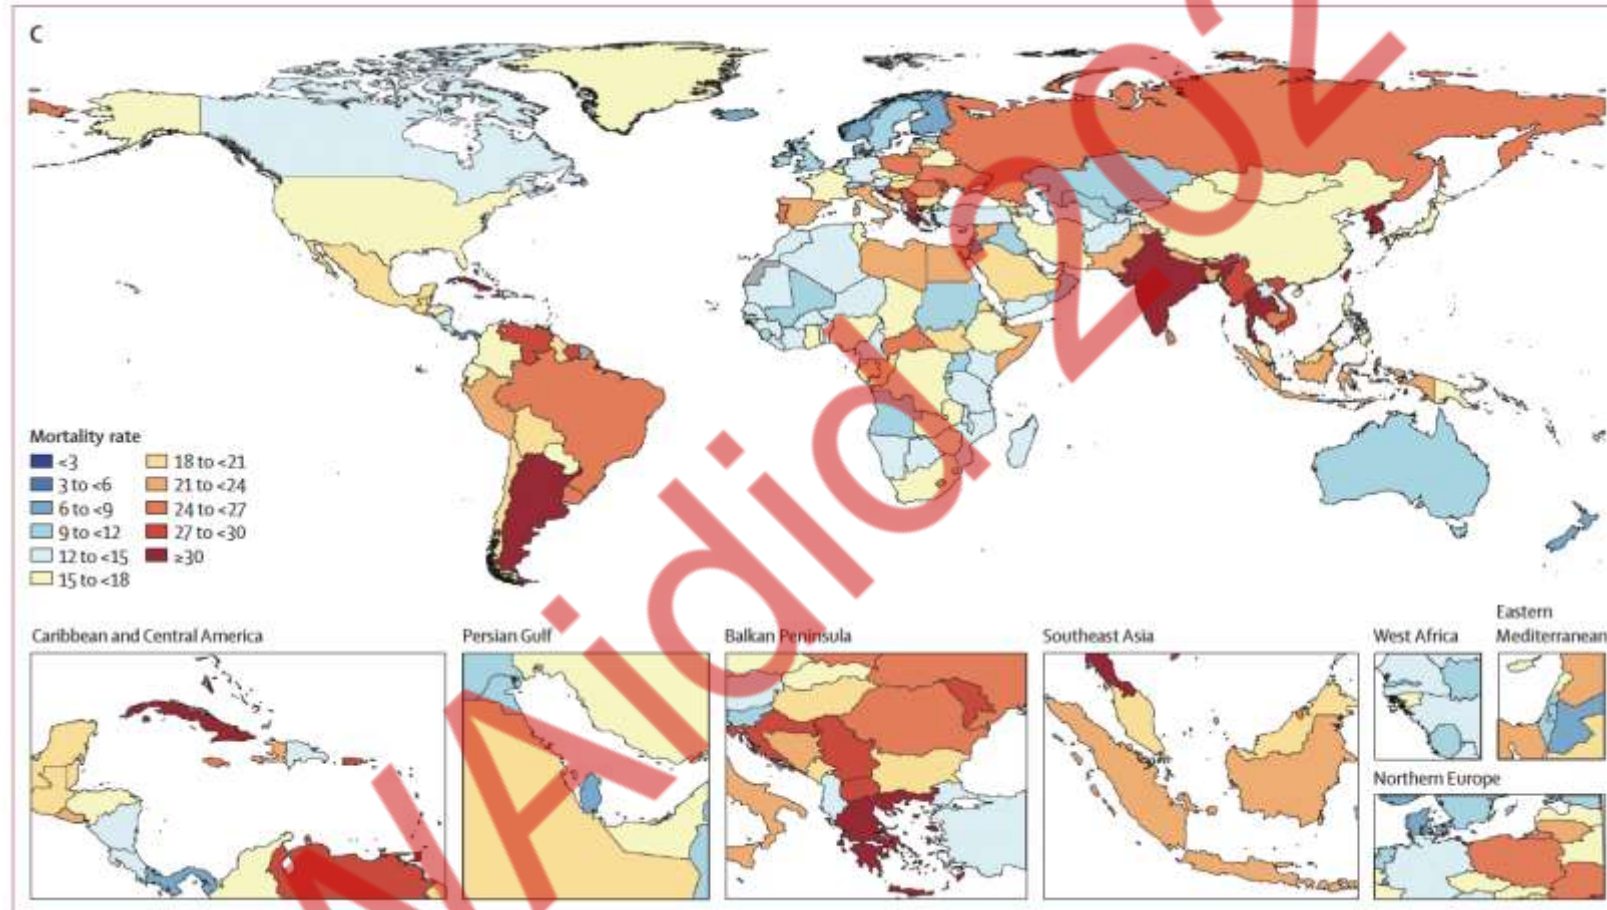 C
Mortality rate
<3
3 to <6
6 to <9
9 to <12
12 to <15
15 to <18
18 to <21
21 to <24
24 to <27
27 to <30
≥30
Caribbean and Central America
Persian Gulf
Balkan Peninsula
Southeast Asia
West Africa
Eastern
Mediterranean
Northern Europe